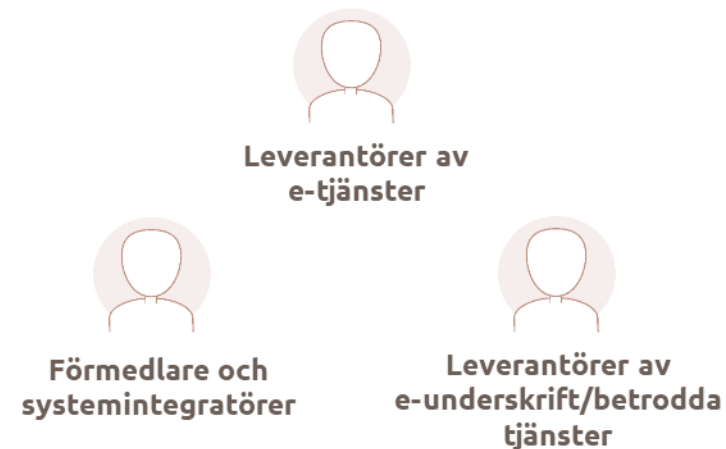 Leverantörer av
e-tjänster
Förmedlare och
systemintegratörer
Leverantörer av
e-underskrift/betrodda
tjänster